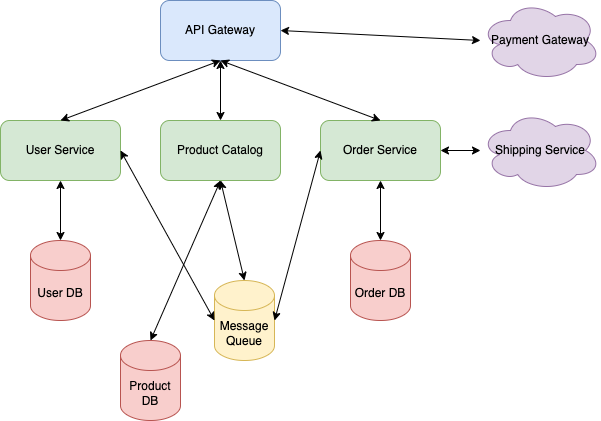 API Gateway
Payment Gateway
User Service
Product Catalog
Order Service
Shipping Service
User DB
Order DB
Message
Queue
Product
DB